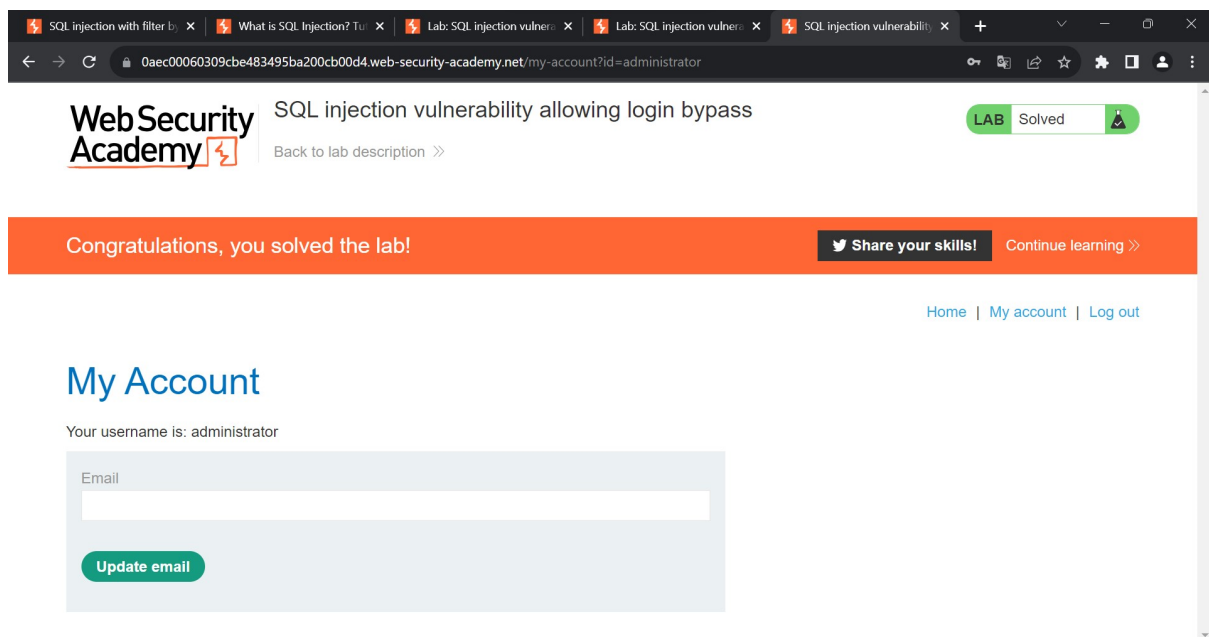 SQL injection with filter by
What is SQL Injection? Tut
Lab: SQL injection vulnera
Lab: SQL injection vulnera
SQL injection vulnerability
0aec00060309cbe483495ba200cb00d4.web-security-academy.net/my-account?id=administrator
Web Security
Academy
SQL injection vulnerability allowing login bypass
Back to lab description
LAB Solved
Congratulations, you solved the lab!
Share your skills!
Continue learning
Home | My account | Log out
My Account
Your username is: administrator
Email
Update email